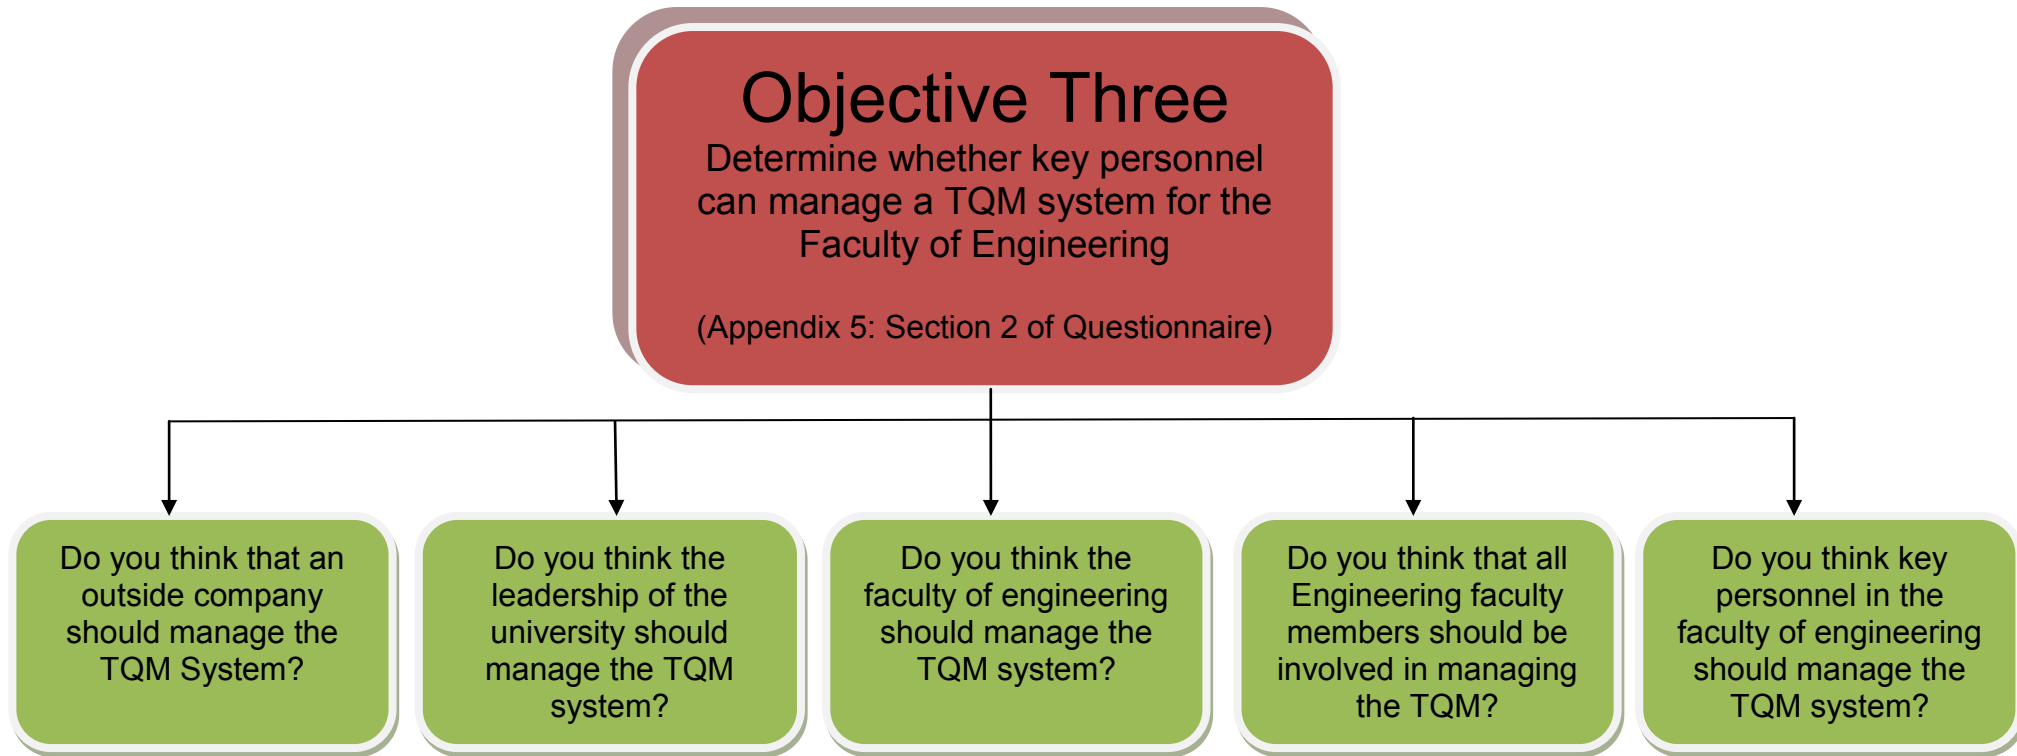 Objective Three
Determine whether key personnel
can manage a TQM system for the
Faculty of Engineering
(Appendix 5: Section 2 of Questionnaire)
Do you think that an
outside company
should manage the
TQM System?
Do you think the
leadership of the
university should
manage the TQM
system?
Do you think the
faculty of engineering
should manage the
TQM system?
Do you think that all
Engineering faculty
members should be
involved in managing
the TQM?
Do you think key
personnel in the
faculty of engineering
should manage the
TQM system?